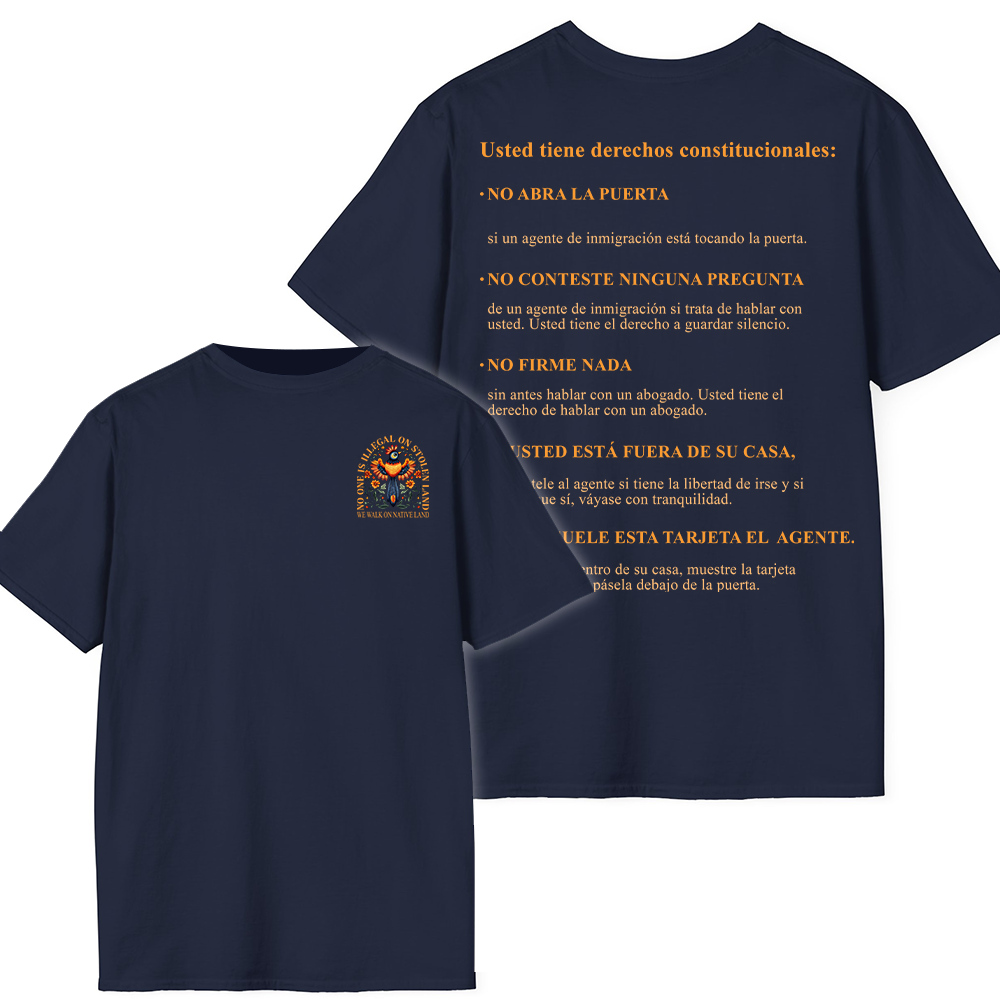 NO ONE IS ILLEGAL ON STOLEN LAND
WE WALK ON NATIVE LAND
Usted tiene derechos constitucionales:
· NO ABRA LA PUERTA
si un agente de inmigración está tocando la puerta.
· NO CONTESTE NINGUNA PREGUNTA
de un agente de inmigración si trata de hablar con
usted. Usted tiene el derecho a guardar silencio.
· NO FIRME NADA
sin antes hablar con un abogado. Usted tiene el
derecho de hablar con un abogado.
USTED ESTÁ FUERA DE SU CASA,
al agente si tiene la libertad de irse y si
sí, váyase con tranquilidad.
ESTA TARJETA EL AGENTE.
de su casa, muestre la tarjeta
pásela debajo de la puerta.